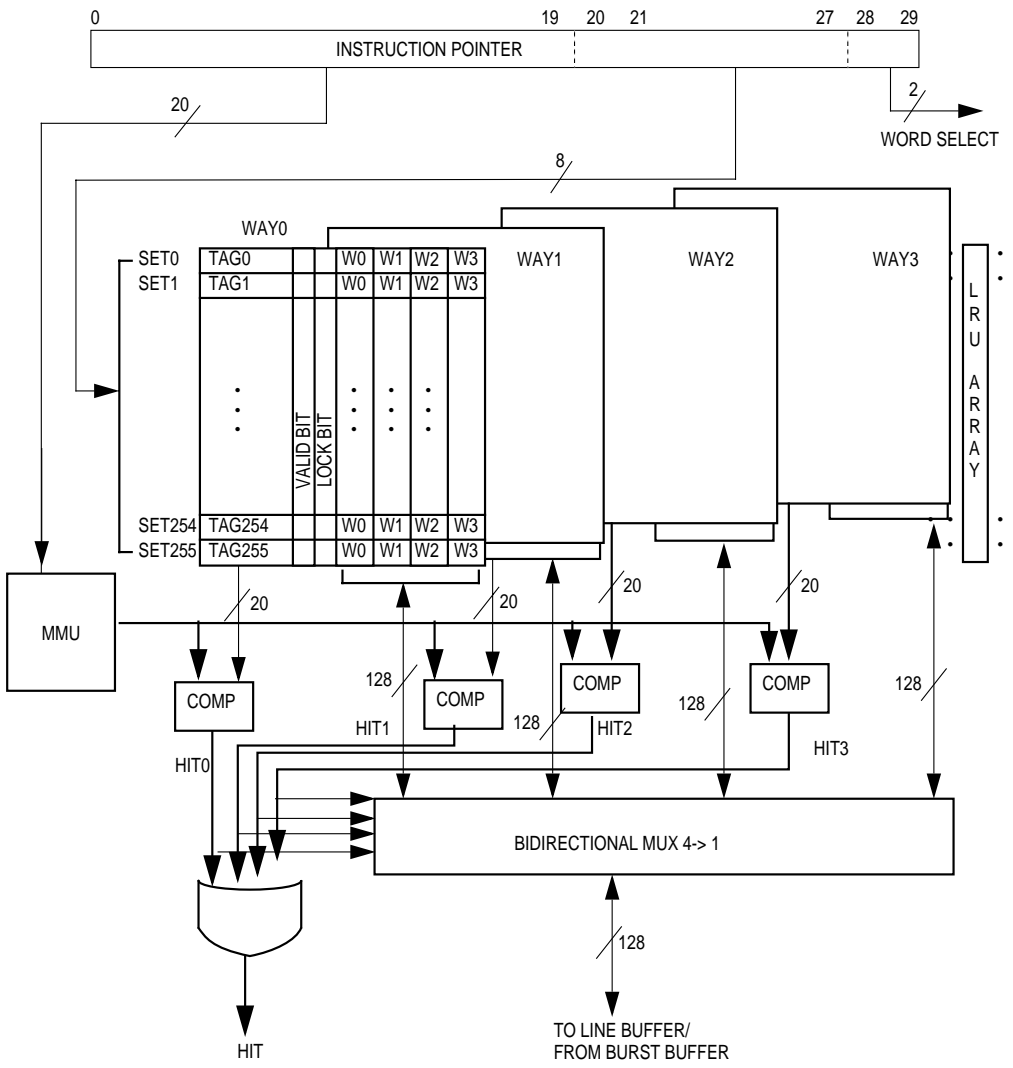 0 19 20 21 27 28 29
INSTRUCTION POINTER
20
2
WORD SELECT
8
WAY0
SET0 TAG0 W0 W1 W2 W3 WAY1 WAY2 WAY3
SET1 TAG1 W0 W1 W2 W3
LRU ARRAY
VALID BIT
LOCK BIT
SET254 TAG254 W0 W1 W2 W3
SET255 TAG255 W0 W1 W2 W3
20 20 20 20
MMU
COMP COMP COMP COMP
128 128 128 128
HIT0 HIT1 HIT2 HIT3
BIDIRECTIONAL MUX 4-> 1
128
HIT
TO LINE BUFFER/
FROM BURST BUFFER